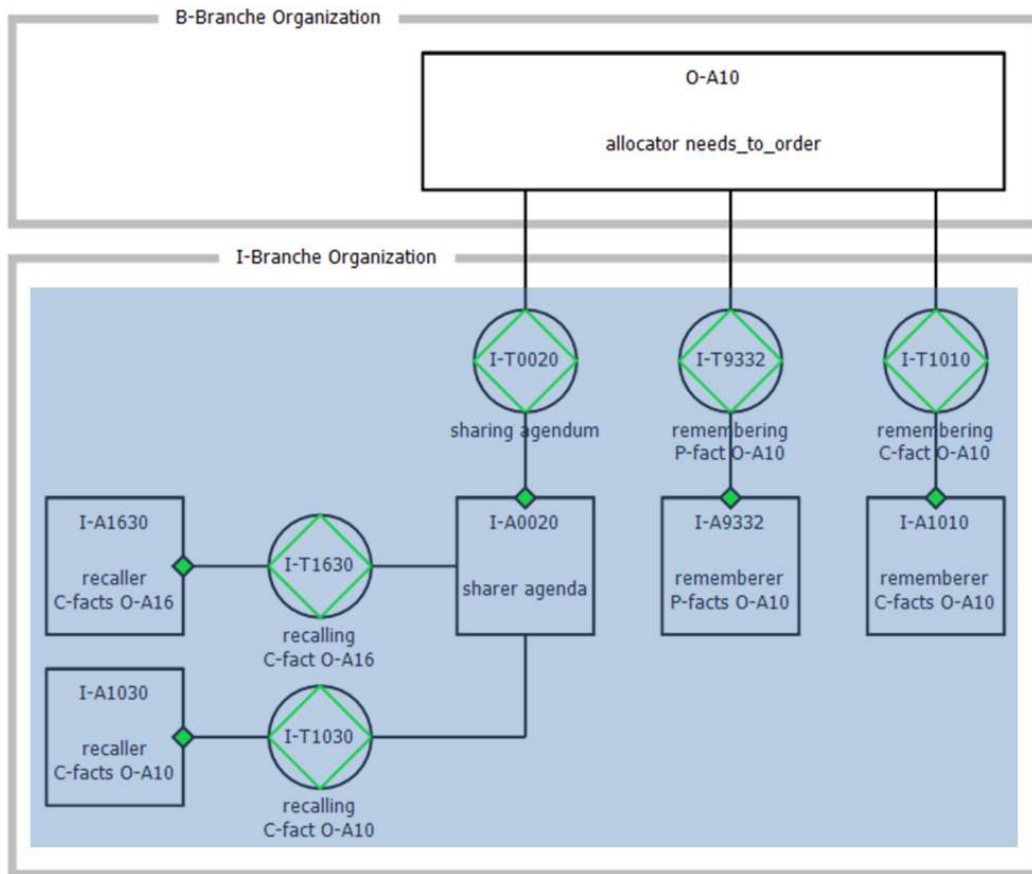 B-Branche Organization
O-A10
allocator needs_to_order
I-Branche Organization
I-T0020
I-T9332
I-T1010
sharing agendum
remembering
P-fact O-A10
remembering
C-fact O-A10
I-A1630
recaller
C-facts O-A16
I-T1630
recalling
C-fact O-A16
I-A0020
sharer agenda
I-A9332
rememberer
P-facts O-A10
I-A1010
rememberer
C-facts O-A10
I-A1030
recaller
C-facts O-A10
I-T1030
recalling
C-fact O-A10